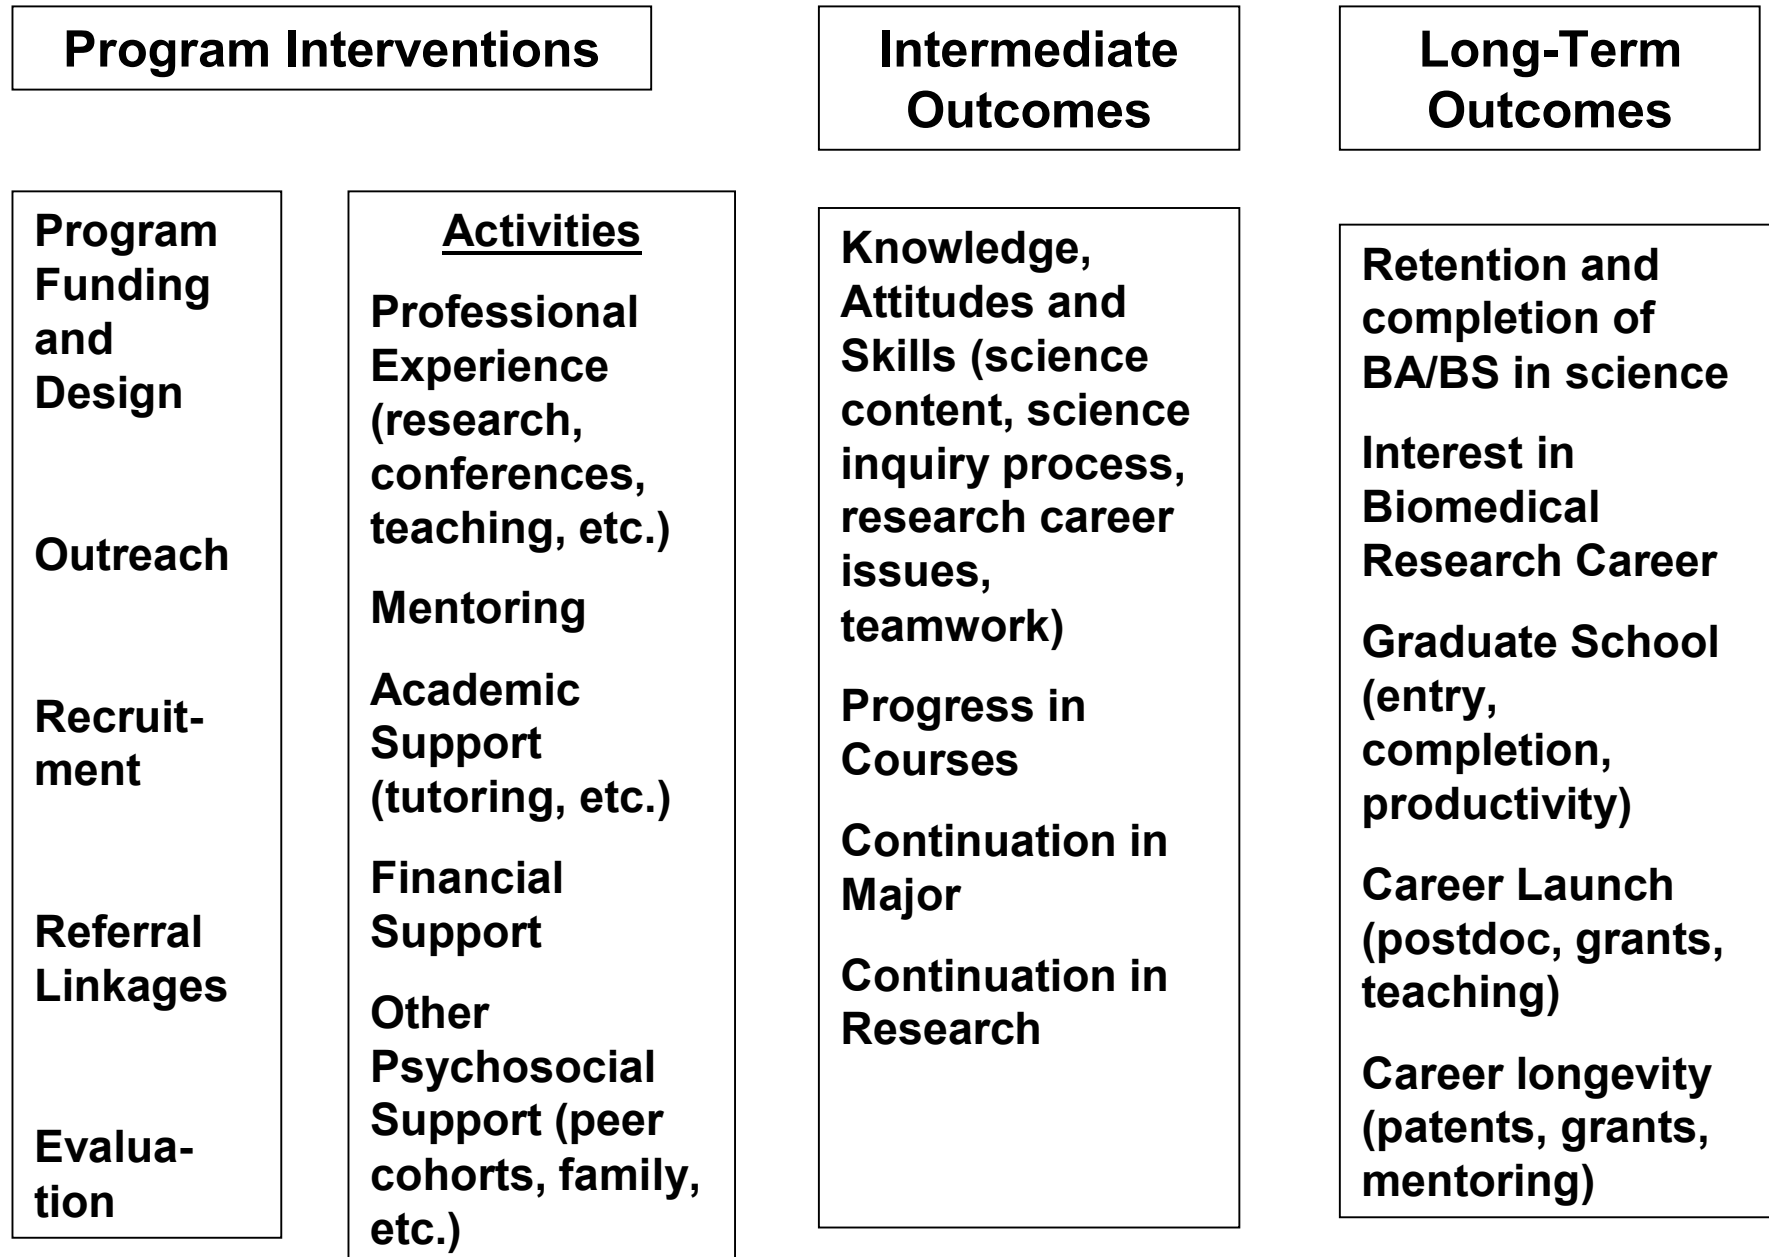 Program Interventions
Intermediate
Outcomes
Long-Term
Outcomes
Program
Funding
and
Design
Outreach
Recruit-
ment
Referral
Linkages
Evalua-
tion
Activities
Professional
Experience
(research,
conferences,
teaching, etc.)
Mentoring
Academic
Support
(tutoring, etc.)
Financial
Support
Other
Psychosocial
Support (peer
cohorts, family,
etc.)
Knowledge,
Attitudes and
Skills (science
content, science
inquiry process,
research career
issues,
teamwork)
Progress in
Courses
Continuation in
Major
Continuation in
Research
Retention and
completion of
BA/BS in science
Interest in
Biomedical
Research Career
Graduate School
(entry,
completion,
productivity)
Career Launch
(postdoc, grants,
teaching)
Career longevity
(patents, grants,
mentoring)